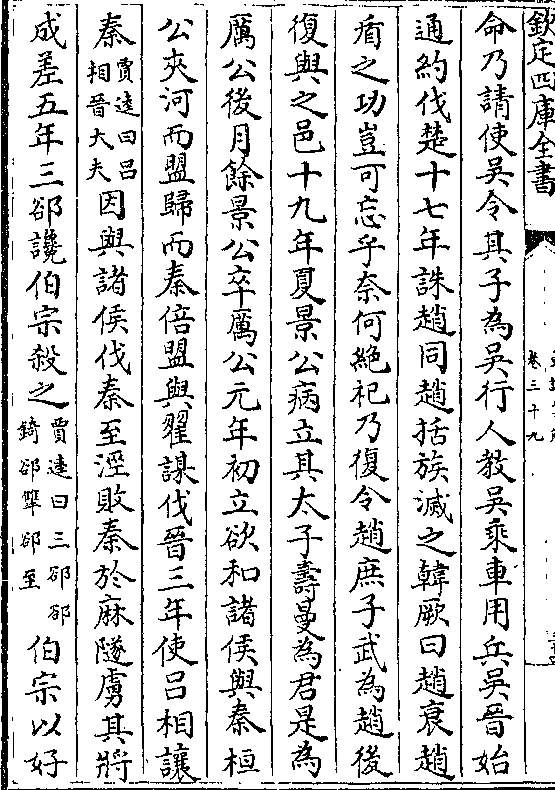 欽定四庫全書
卷三十九
命乃請使吳令其子為吳行人教吳乘車用兵吳晉始
通約伐楚十七年誅趙同趙括族滅之韓厥曰趙衰趙
盾之功豈可忘乎奈何絶祀乃復令趙庶子武為趙後
復與之邑十九年夏景公病立其太子壽曼為君是為
厲公後月餘景公卒厲公元年初立欲和諸侯與秦桓
公夾河而盟歸而秦倍盟與翟謀伐晉三年使吕相讓
秦賈逵曰吕相晉大夫因與諸侯伐秦至涇敗秦於麻隧虜其將
成差五年三郤讒伯宗殺之賈逵曰三郤郤錡郤犨郤至伯宗以好